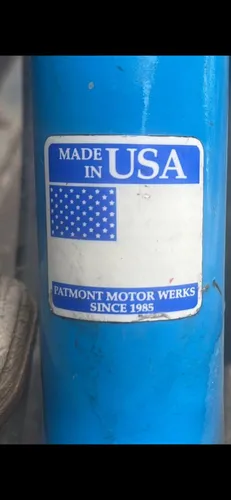 MADE
IN USA
PATMONT MOTOR WERKS
SINCE 1985